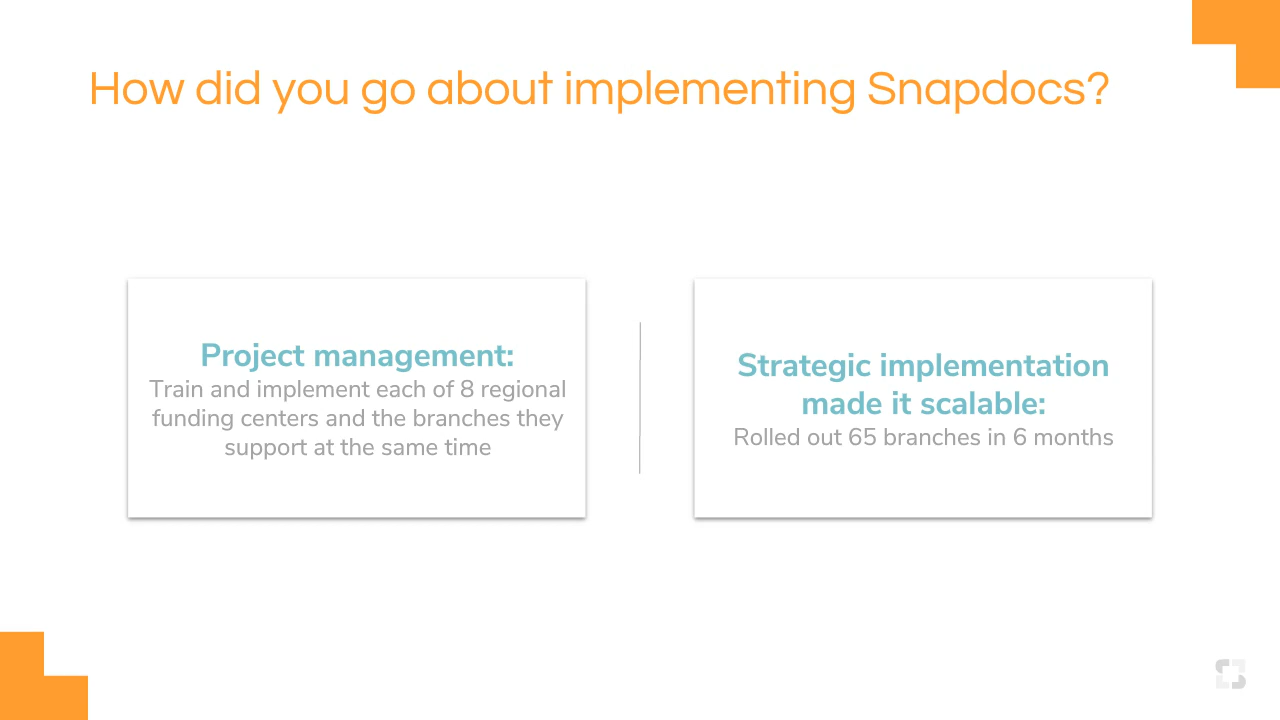 How did you go about implementing Snapdocs?
Project management:
Train and implement each of 8 regional
funding centers and the branches they
support at the same time
Strategic implementation
made it scalable:
Rolled out 65 branches in 6 months